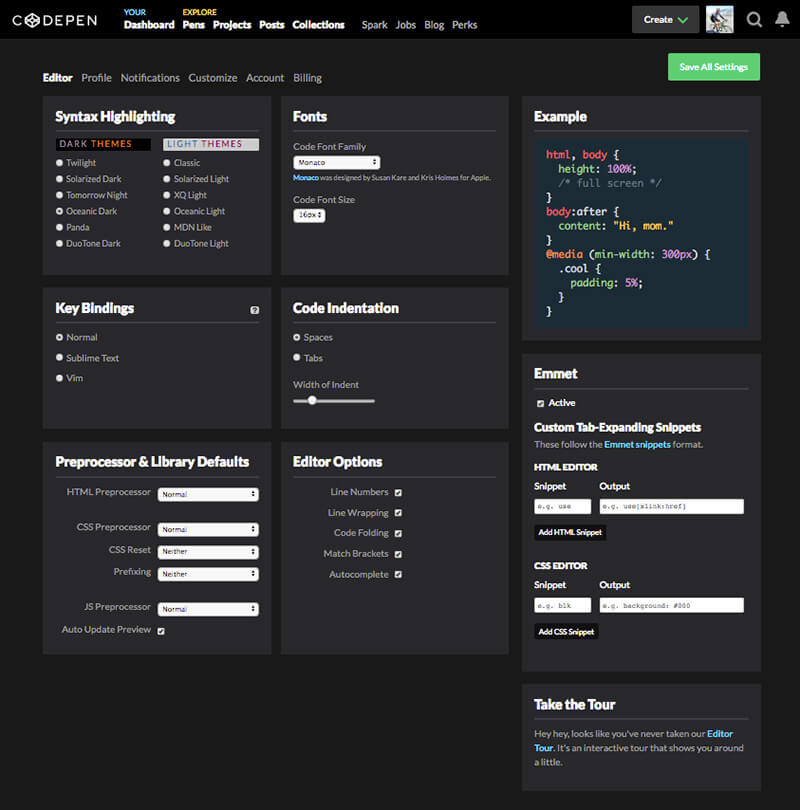 CODEPEN
YOUR
Dashboard
EXPLORE
Pens Projects Posts Collections
Spark Jobs Blog Perks
Create
Editor Profile Notifications Customize Account Billing
Save All Settings
Syntax Highlighting
DARK THEMES
Twilight
Solarized Dark
Tomorrow Night
Oceanic Dark
Panda
DuoTone Dark
LIGHT THEMES
Classic
Solarized Light
XQ Light
Oceanic Light
MDN Like
DuoTone Light
Fonts
Code Font Family
Monaco
Monaco was designed by Susan Kare and Kris Holmes for Apple.
Code Font Size
16px
Example
html, body {
height: 100%;
/* full screen */
}
body:after {
content: "Hi, mom."
}
@media (min-width: 300px) {
.cool {
padding: 5%;
}
}
Key Bindings
?
Normal
Sublime Text
Vim
Code Indentation
Spaces
Tabs
Width of Indent
Emmet
Active
Custom Tab-Expanding Snippets
These follow the Emmet snippets format.
HTML EDITOR
Snippet Output
e.g. use e.g. use[xlink:href]
Add HTML Snippet
CSS EDITOR
Snippet Output
e.g. blk e.g. background: #000
Add CSS Snippet
Preprocessor & Library Defaults
HTML Preprocessor Normal
CSS Preprocessor Normal
CSS Reset Neither
Prefixing Neither
JS Preprocessor Normal
Auto Update Preview
Editor Options
Line Numbers
Line Wrapping
Code Folding
Match Brackets
Autocomplete
Take the Tour
Hey hey, looks like you've never taken our Editor
Tour. It's an interactive tour that shows you around
a little.